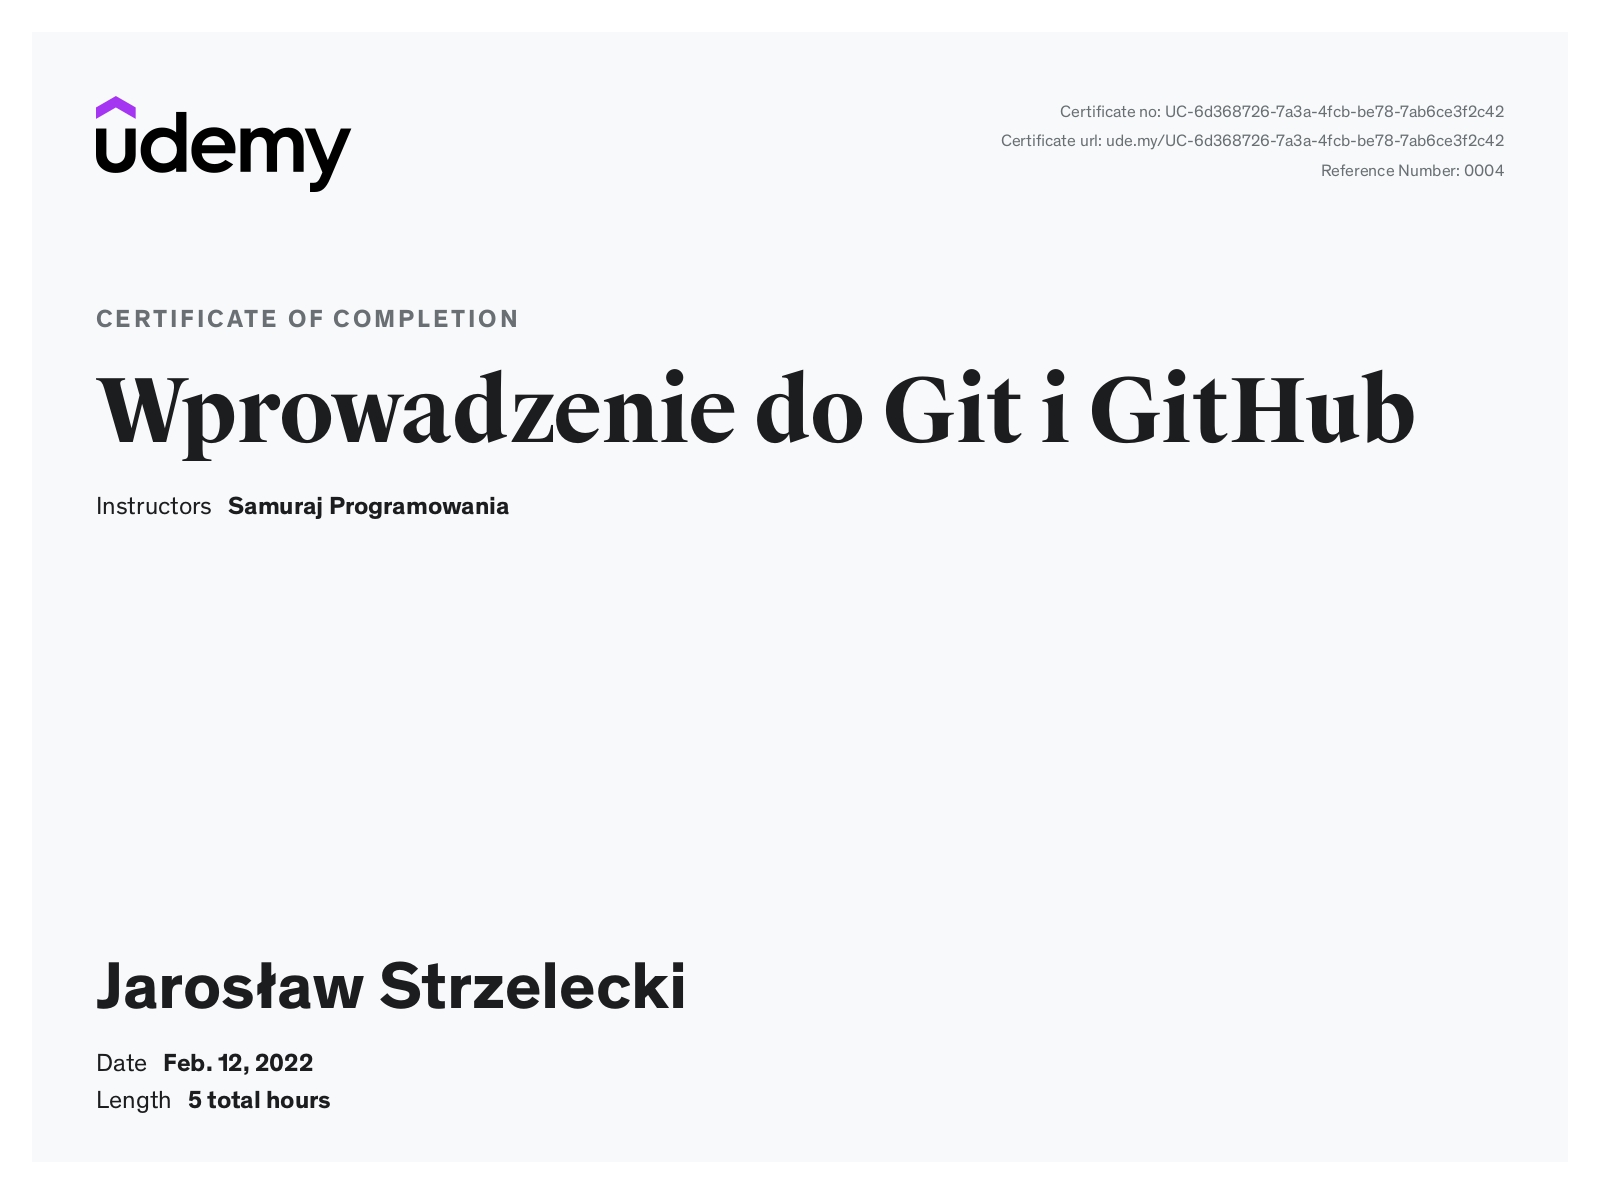 udemy
Certificate no: UC-6d368726-7a3a-4fcb-be78-7ab6ce3f2c42
Certificate url: ude.my/UC-6d368726-7a3a-4fcb-be78-7ab6ce3f2c42
Reference Number: 0004
CERTIFICATE OF COMPLETION
Wprowadzenie do Git i GitHub
Instructors Samuraj Programowania
Jarosław Strzelecki
Date Feb. 12, 2022
Length 5 total hours